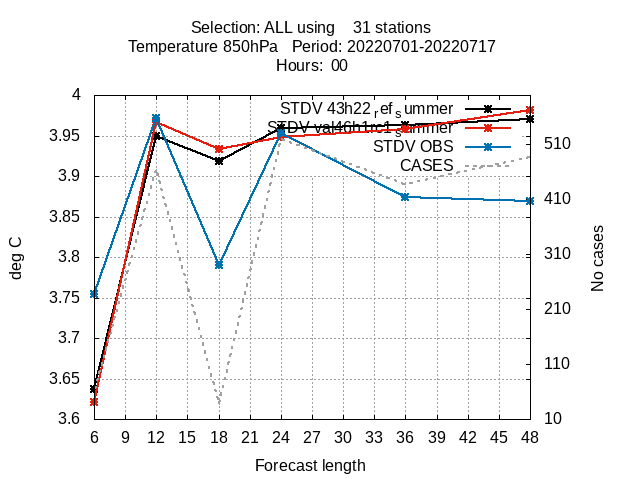 Selection: ALL using    31 stations
Temperature 850hPa   Period: 20220701-20220717
Hours:  00
STDV 43h22_ref_summer
STDV val46h1rc1_summer
STDV OBS
CASES
4
3.95
3.9
3.85
3.8
3.75
3.7
3.65
3.6
deg C
510
410
310
210
110
10
No cases
6 9 12 15 18 21 24 27 30 33 36 39 42 45 48
Forecast length